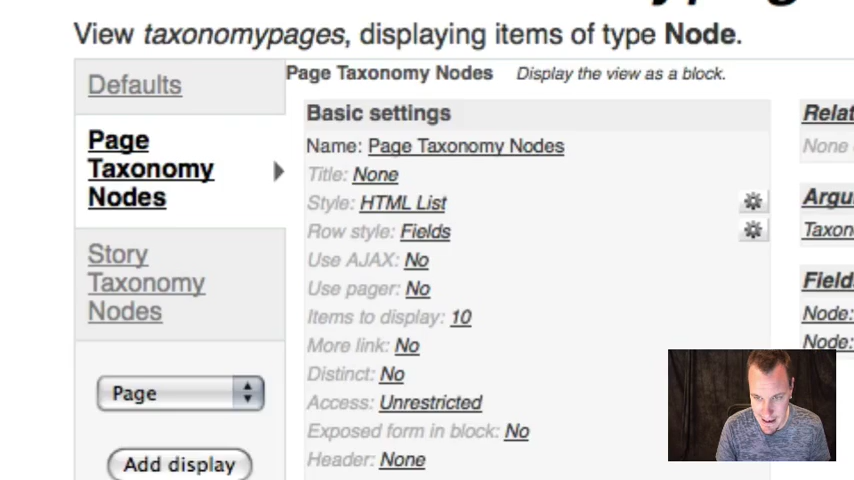 View taxonomypages, displaying items of type Node.
Defaults
Page
Taxonomy
Nodes
Story
Taxonomy
Nodes
Page
Add display
Page Taxonomy Nodes Display the view as a block.
Basic settings
Name: Page Taxonomy Nodes
Title: None
Style: HTML List
Row style: Fields
Use AJAX: No
Use pager: No
Items to display: 10
More link: No
Distinct: No
Access: Unrestricted
Exposed form in block: No
Header: None
None
Node:
Node: